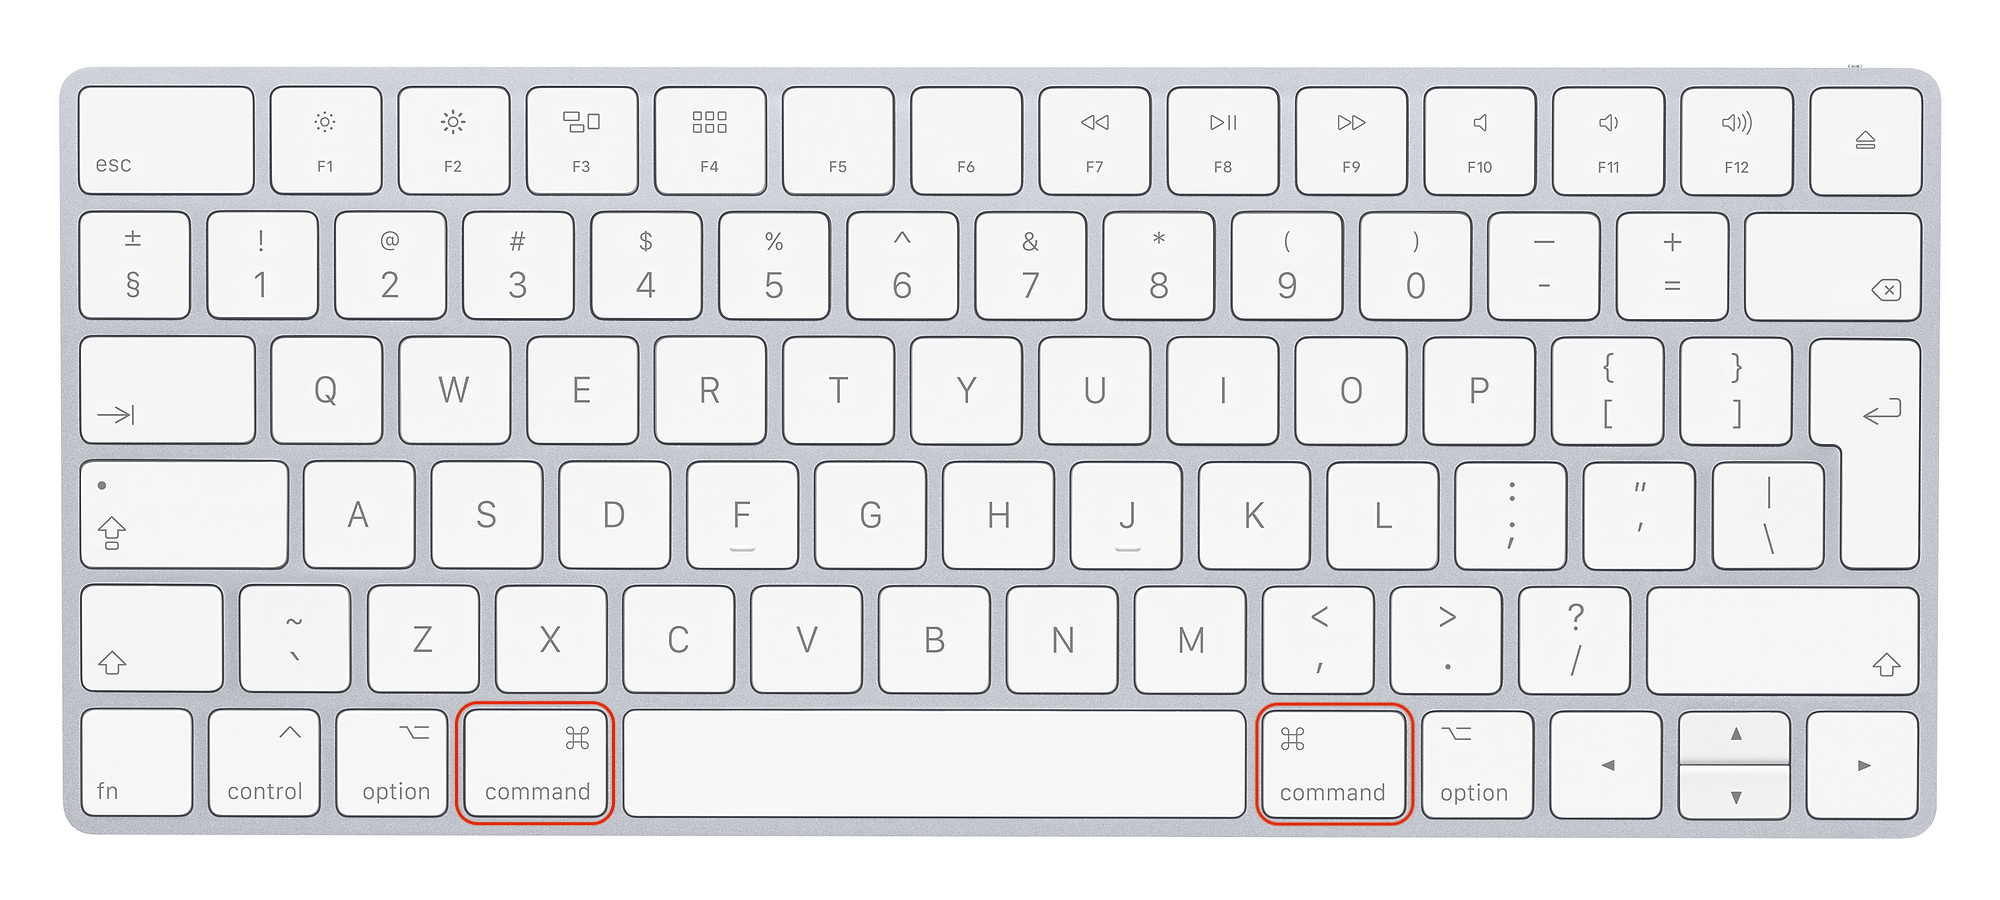 esc F1 F2 F3 F4 F5 F6 F7 F8 F9 F10 F11 F12
± ! @ # $ % ^ & * ( ) — +
§ 1 2 3 4 5 6 7 8 9 0 - =
Q W E R T Y U I O P { }
[ ]
A S D F G H J K L : " |
; ' \
~ Z X C V B N M < > ?
` , . /
^ ⌥ ⌘ ⌘ ⌥
fn control option command command option